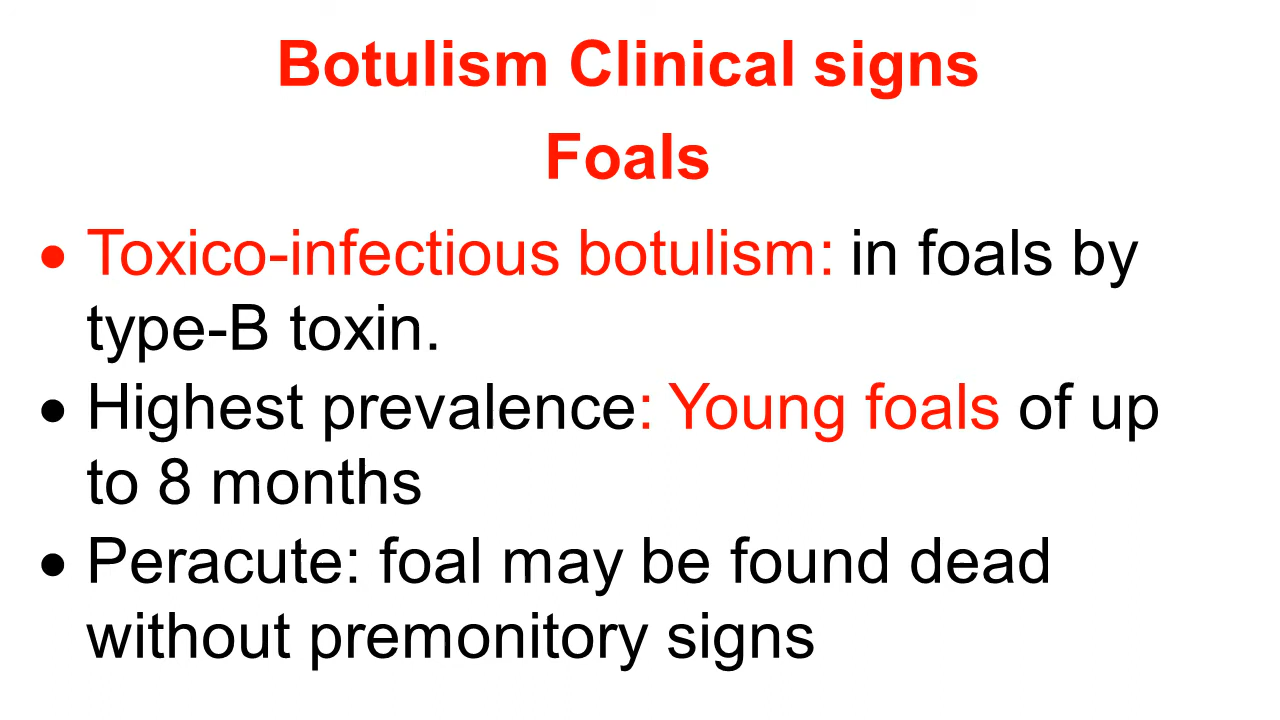 Botulism Clinical signs
Foals
• Toxico-infectious botulism: in foals by
type-B toxin.
• Highest prevalence: Young foals of up
to 8 months
• Peracute: foal may be found dead
without premonitory signs